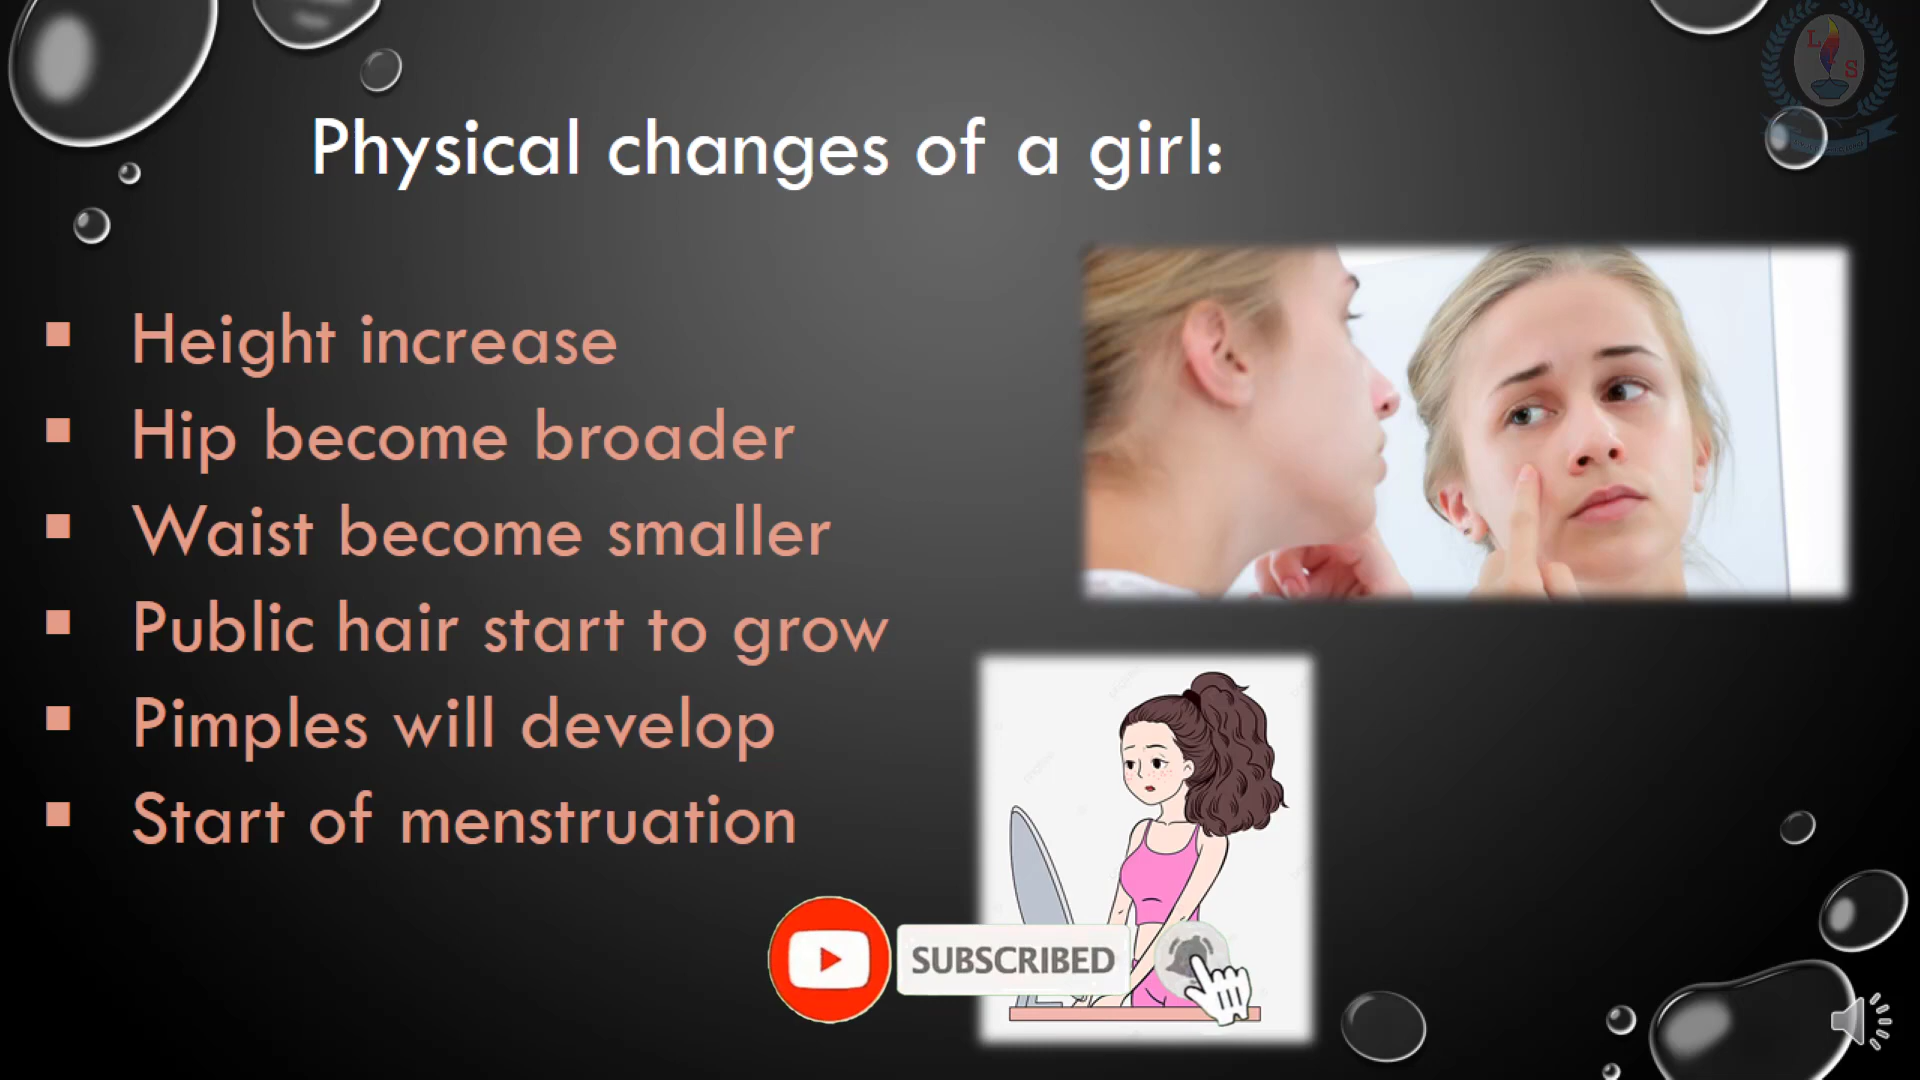 L
S
Physical changes of a girl:
Height increase
Hip become broader
Waist become smaller
Public hair start to grow
Pimples will develop
Start of menstruation
SUBSCRIBED